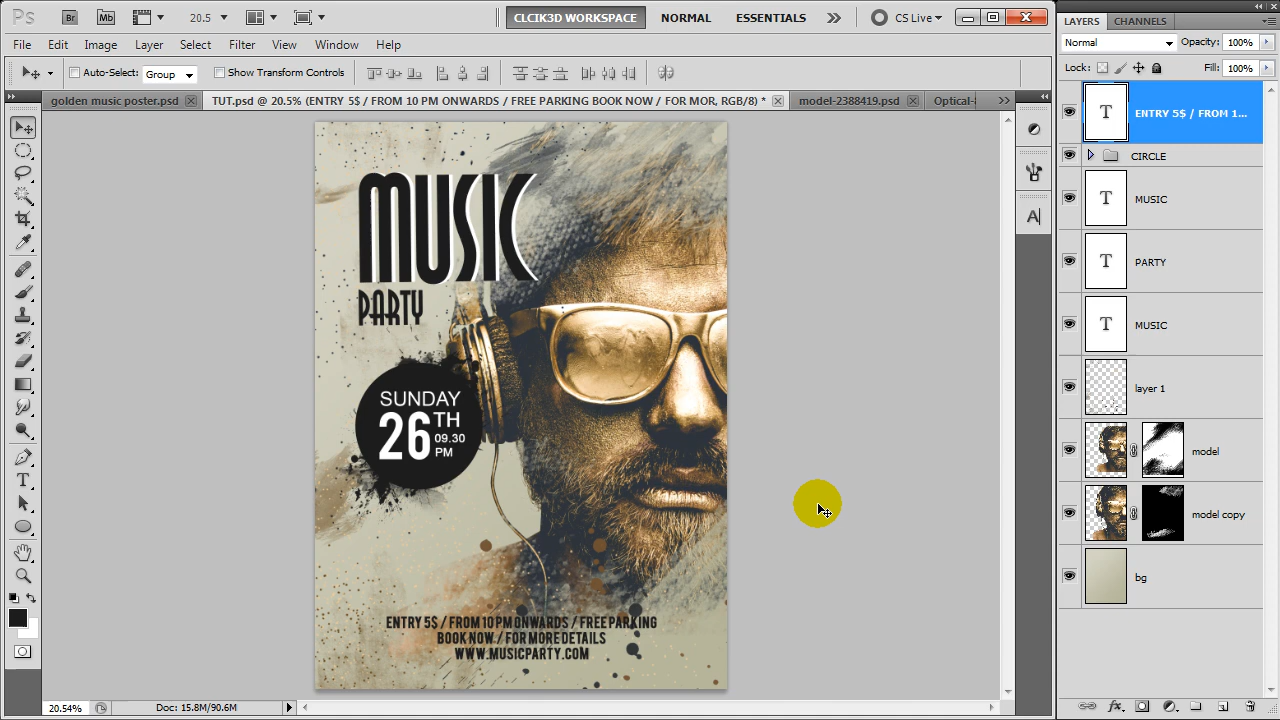 Ps
Br
Mb
20.5
CLCIK3D WORKSPACE
NORMAL
ESSENTIALS
CS Live
File
Edit
Image
Layer
Select
Filter
View
Window
Help
Auto-Select:
Group
Show Transform Controls
golden music poster.psd
TUT.psd @ 20.5% (ENTRY 5$ / FROM 10 PM ONWARDS / FREE PARKING BOOK NOW / FOR MOI, RGB/8) *
model-2388419.psd
MUSIC
PARTY
SUNDAY
26TH
09.30
PM
ENTRY 5$ / FROM 10 PM ONWARDS / FREE PARKING
BOOK NOW / FOR MORE DETAILS
WWW.MUSICPARTY.COM
20.54%
Doc: 15.8M/90.6M
LAYERS
CHANNELS
Normal
Opacity: 100%
Lock:
Fill: 100%
ENTRY 5$ / FROM 1...
CIRCLE
MUSIC
PARTY
MUSIC
layer 1
model
model copy
bg